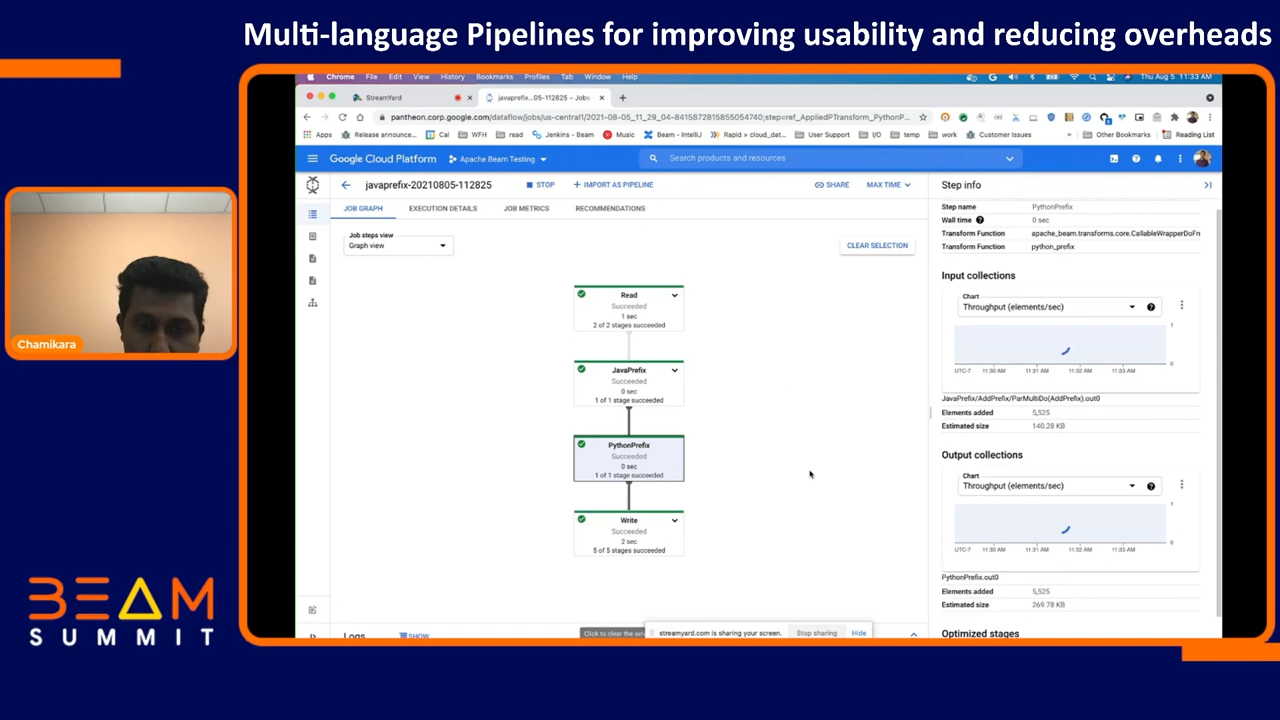 Multi-language Pipelines for improving usability and reducing overheads
Chrome File Edit View History Bookmarks Profiles Tab Window Help Thu Aug 5 11:33 AM
StreamYard
javaprefix...05-112825 – Jobs
pantheon.corp.google.com/dataflow/jobs/us-central1/2021-08-05_11_29_04-8415872815855054740;step=ref_AppliedPTransform_PythonP...
Apps Release announce... Cal WFH read Jenkins - Beam Music Beam - IntelliJ Rapid » cloud_dat... User Support I/O temp work Customer Issues » Other Bookmarks Reading List
Google Cloud Platform Apache Beam Testing Search products and resources
javaprefix-20210805-112825 STOP + IMPORT AS PIPELINE SHARE MAX TIME
JOB GRAPH EXECUTION DETAILS JOB METRICS RECOMMENDATIONS
Job steps view
Graph view
CLEAR SELECTION
Read
Succeeded
1 sec
2 of 2 stages succeeded
JavaPrefix
Succeeded
0 sec
1 of 1 stage succeeded
PythonPrefix
Succeeded
0 sec
1 of 1 stage succeeded
Write
Succeeded
2 sec
5 of 5 stages succeeded
Step info
Step name PythonPrefix
Wall time 0 sec
Transform Function apache_beam.transforms.core.CallableWrapperDoFn
Transform Function python_prefix
Input collections
Chart
Throughput (elements/sec)
1
0
UTC-7 11:30 AM 11:31 AM 11:32 AM 11:33 AM
JavaPrefix/AddPrefix/ParMultiDo(AddPrefix).out0
Elements added 5,525
Estimated size 140.28 KB
Output collections
Chart
Throughput (elements/sec)
1
0
UTC-7 11:30 AM 11:31 AM 11:32 AM 11:33 AM
PythonPrefix.out0
Elements added 5,525
Estimated size 269.78 KB
Optimized stages
Logs SHOW
Click to clear the
streamyard.com is sharing your screen. Stop sharing Hide
Chamikara
BEAM
SUMMIT